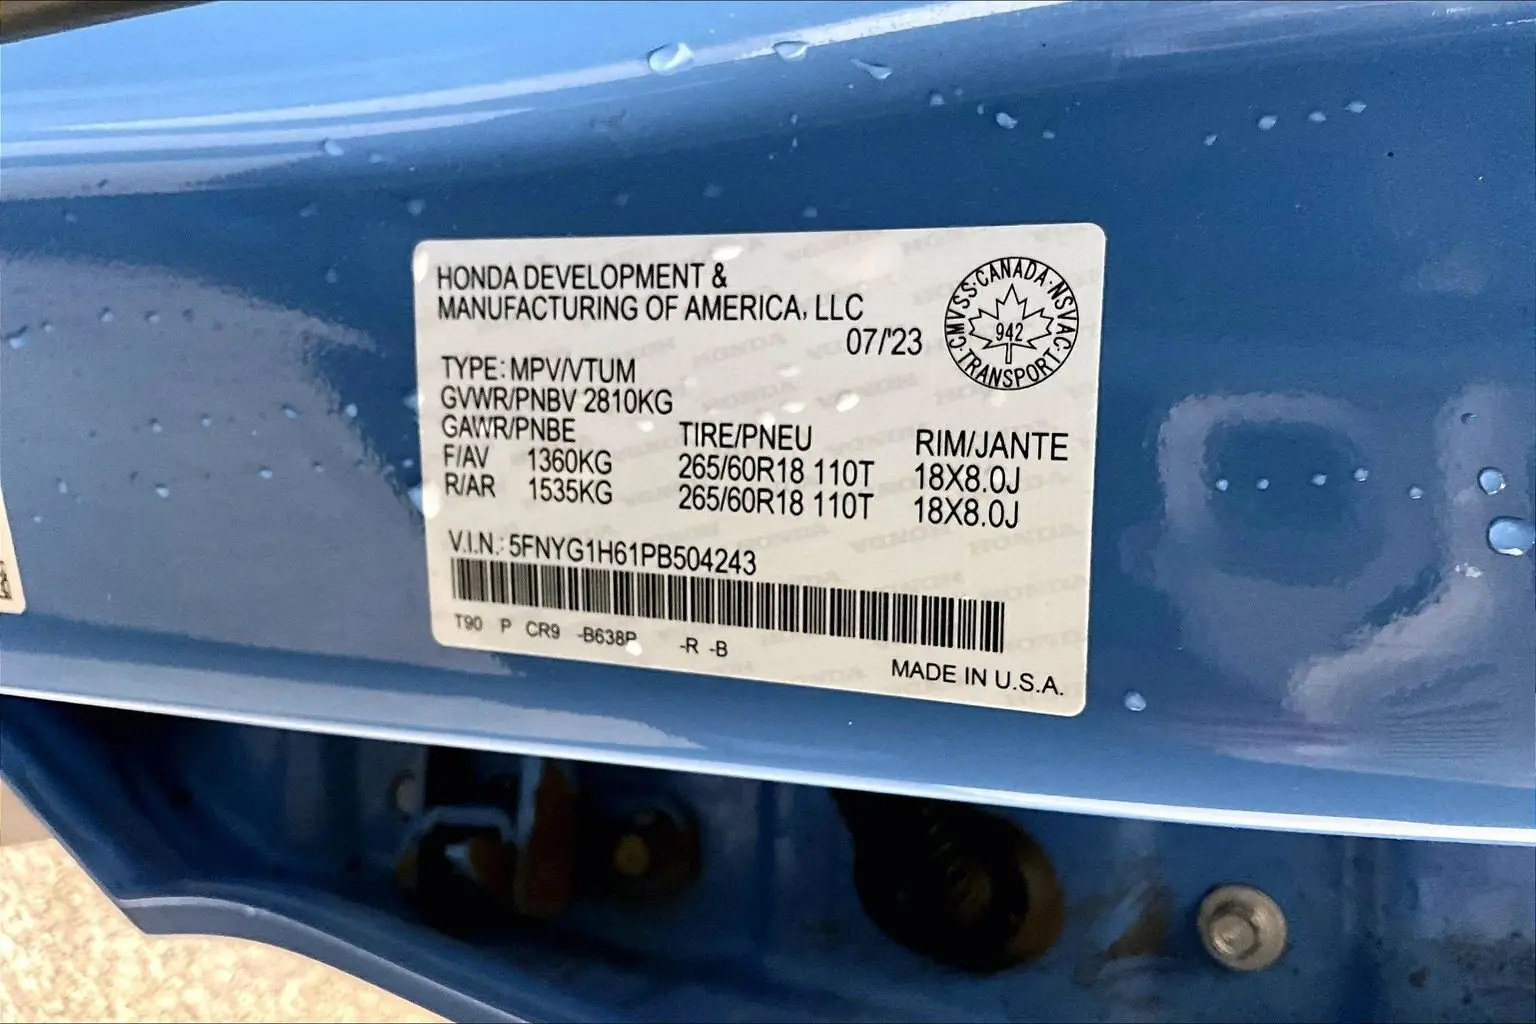 HONDA DEVELOPMENT &
MANUFACTURING OF AMERICA, LLC
07/'23
CMVSS·CANADA·NSVAC·TRANSPORT·
942
TYPE: MPV/VTUM
GVWR/PNBV 2810KG
GAWR/PNBE TIRE/PNEU RIM/JANTE
F/AV 1360KG 265/60R18 110T 18X8.0J
R/AR 1535KG 265/60R18 110T 18X8.0J
V.I.N.: 5FNYG1H61PB504243
T90 P CR9 -B638P -R -B
MADE IN U.S.A.